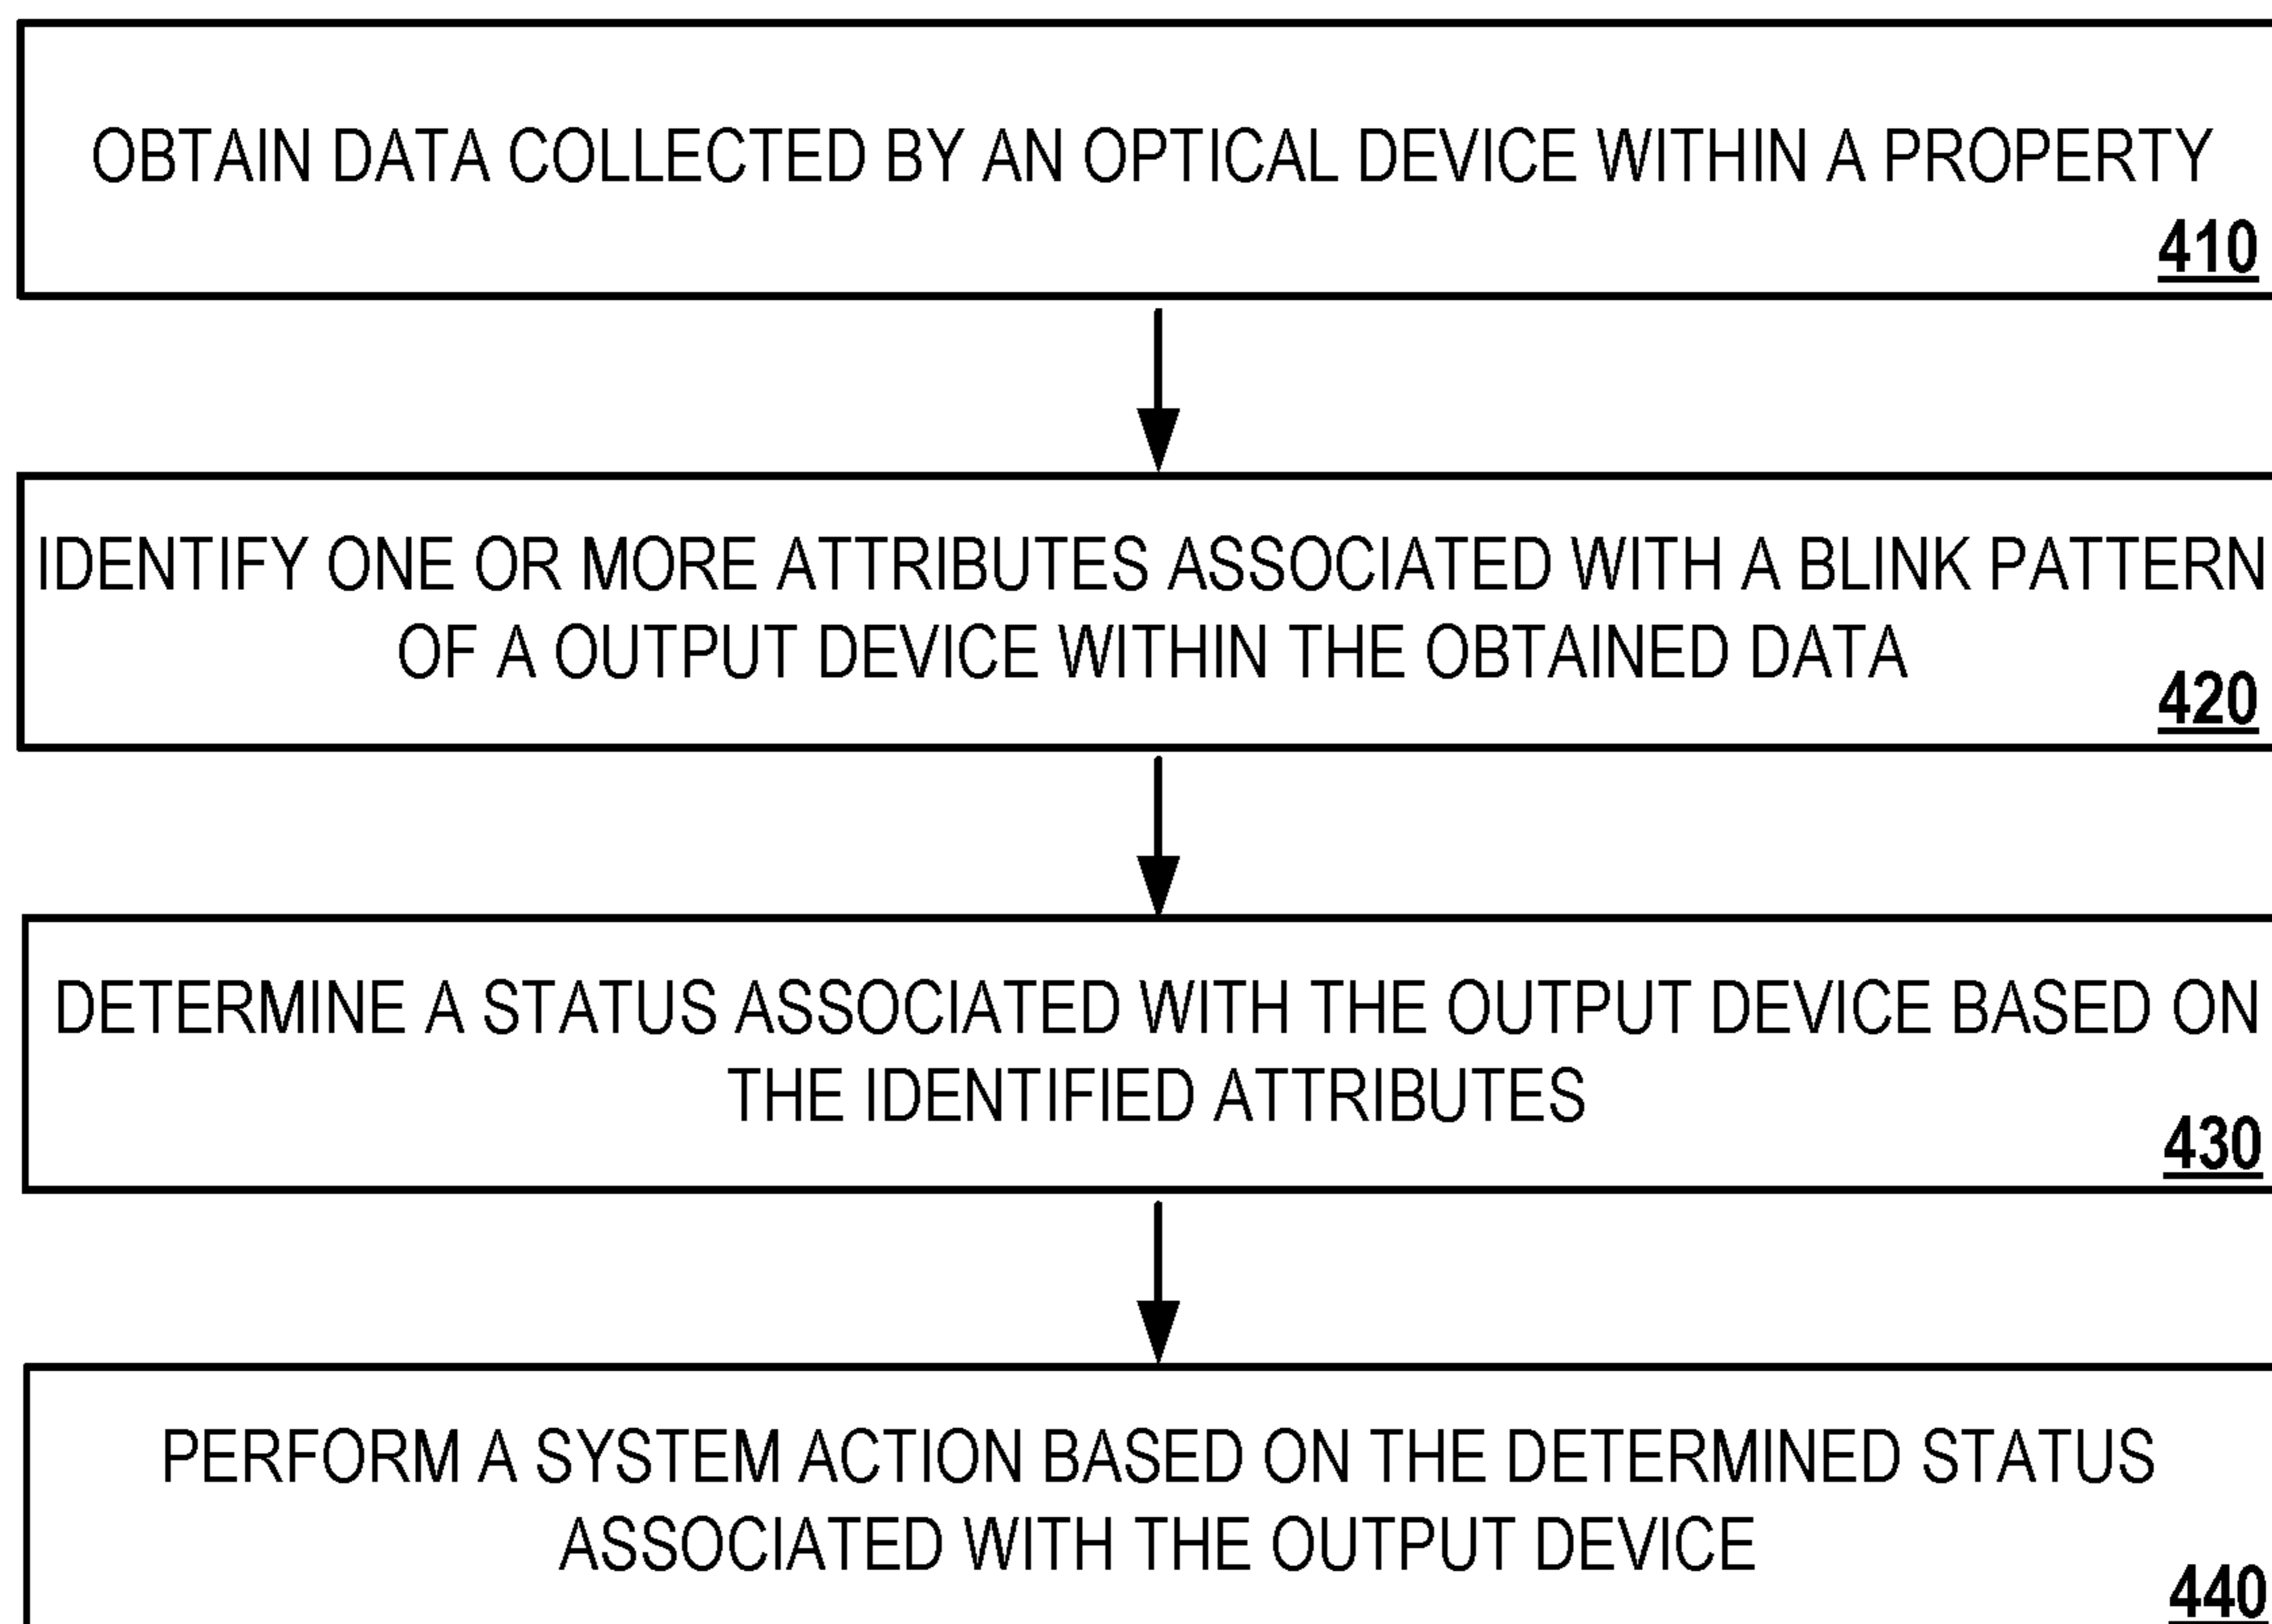 OBTAIN DATA COLLECTED BY AN OPTICAL DEVICE WITHIN A PROPERTY
410
IDENTIFY ONE OR MORE ATTRIBUTES ASSOCIATED WITH A BLINK PATTERN
OF A OUTPUT DEVICE WITHIN THE OBTAINED DATA
420
DETERMINE A STATUS ASSOCIATED WITH THE OUTPUT DEVICE BASED ON
THE IDENTIFIED ATTRIBUTES
430
PERFORM A SYSTEM ACTION BASED ON THE DETERMINED STATUS
ASSOCIATED WITH THE OUTPUT DEVICE
440